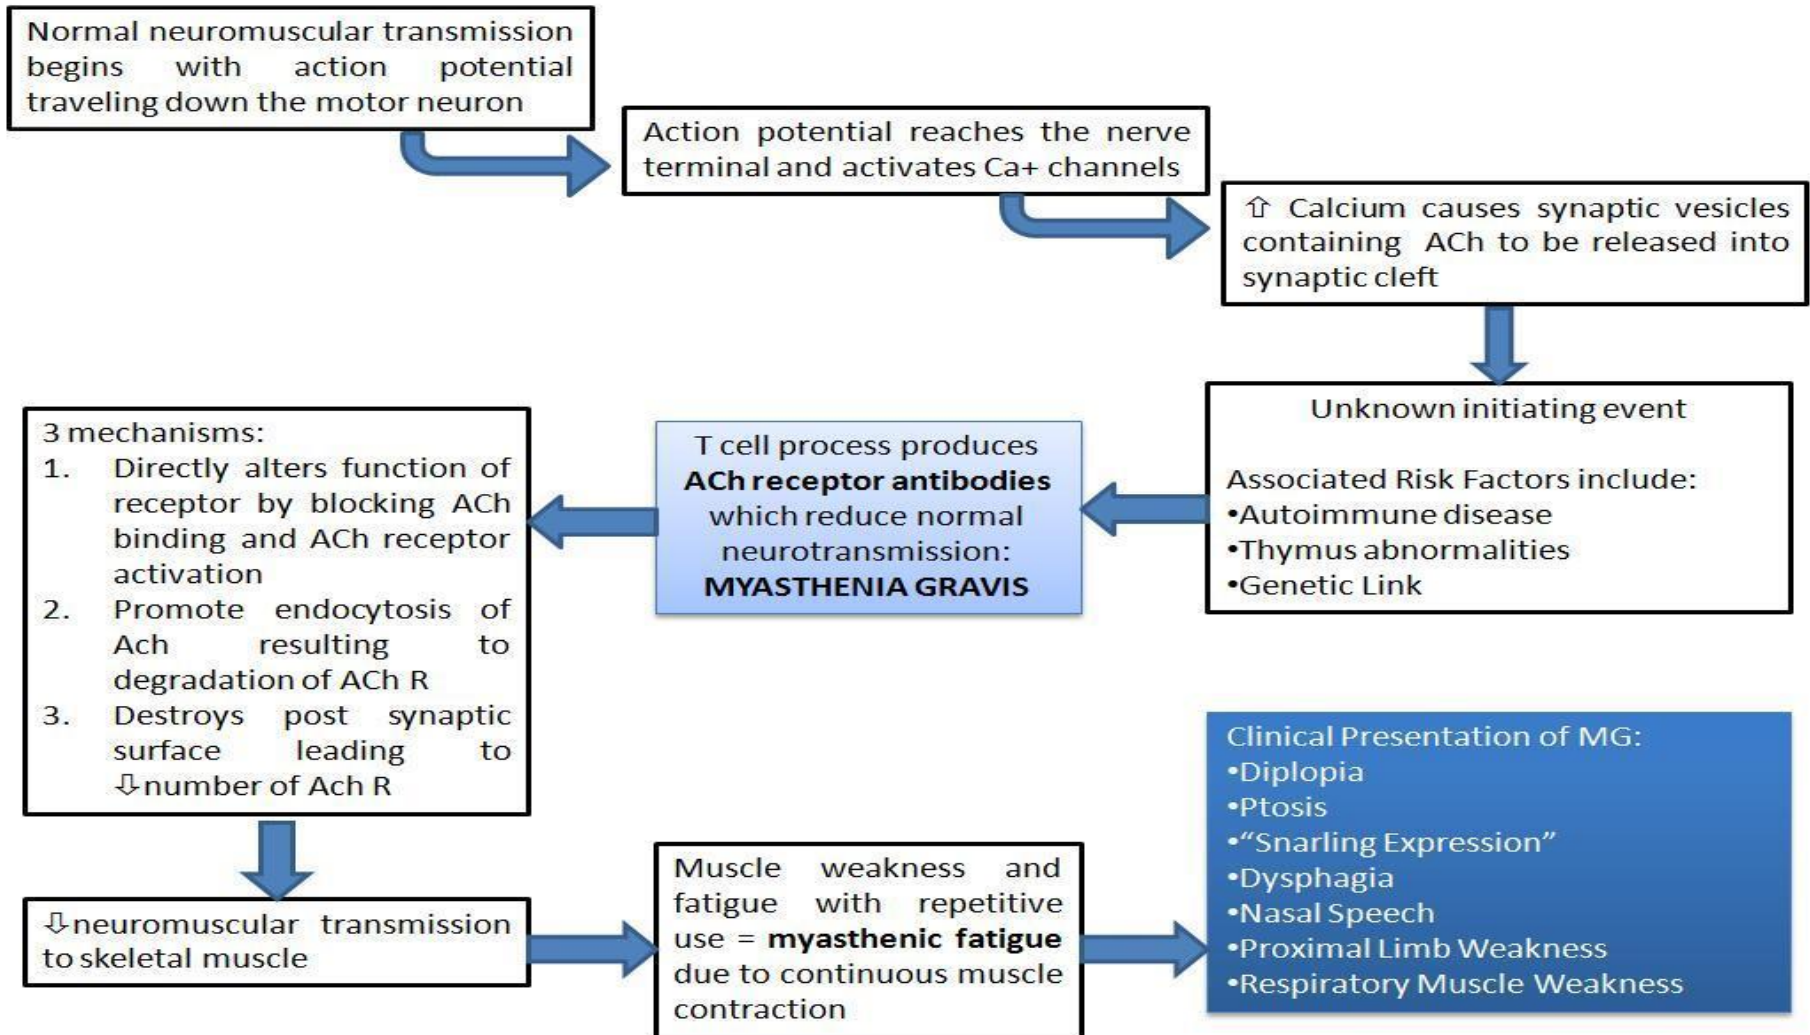 Normal neuromuscular transmission
begins with action potential
traveling down the motor neuron
Action potential reaches the nerve
terminal and activates Ca+ channels
⇧ Calcium causes synaptic vesicles
containing ACh to be released into
synaptic cleft
Unknown initiating event
Associated Risk Factors include:
•Autoimmune disease
•Thymus abnormalities
•Genetic Link
T cell process produces
ACh receptor antibodies
which reduce normal
neurotransmission:
MYASTHENIA GRAVIS
3 mechanisms:
1. Directly alters function of
receptor by blocking ACh
binding and ACh receptor
activation
2. Promote endocytosis of
Ach resulting to
degradation of ACh R
3. Destroys post synaptic
surface leading to
⇩number of Ach R
⇩neuromuscular transmission
to skeletal muscle
Muscle weakness and
fatigue with repetitive
use = myasthenic fatigue
due to continuous muscle
contraction
Clinical Presentation of MG:
•Diplopia
•Ptosis
•“Snarling Expression”
•Dysphagia
•Nasal Speech
•Proximal Limb Weakness
•Respiratory Muscle Weakness